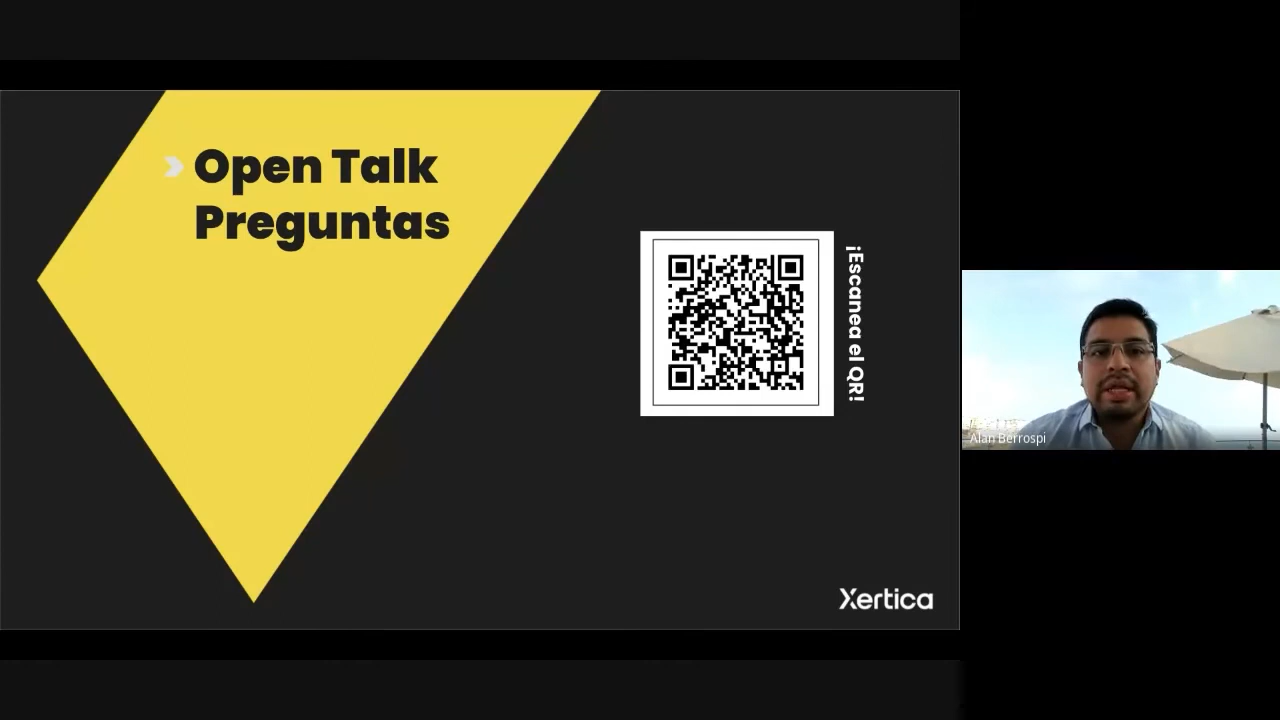 Open Talk
Preguntas
¡Escanea el QR!
Xertica
Alan Berrospi